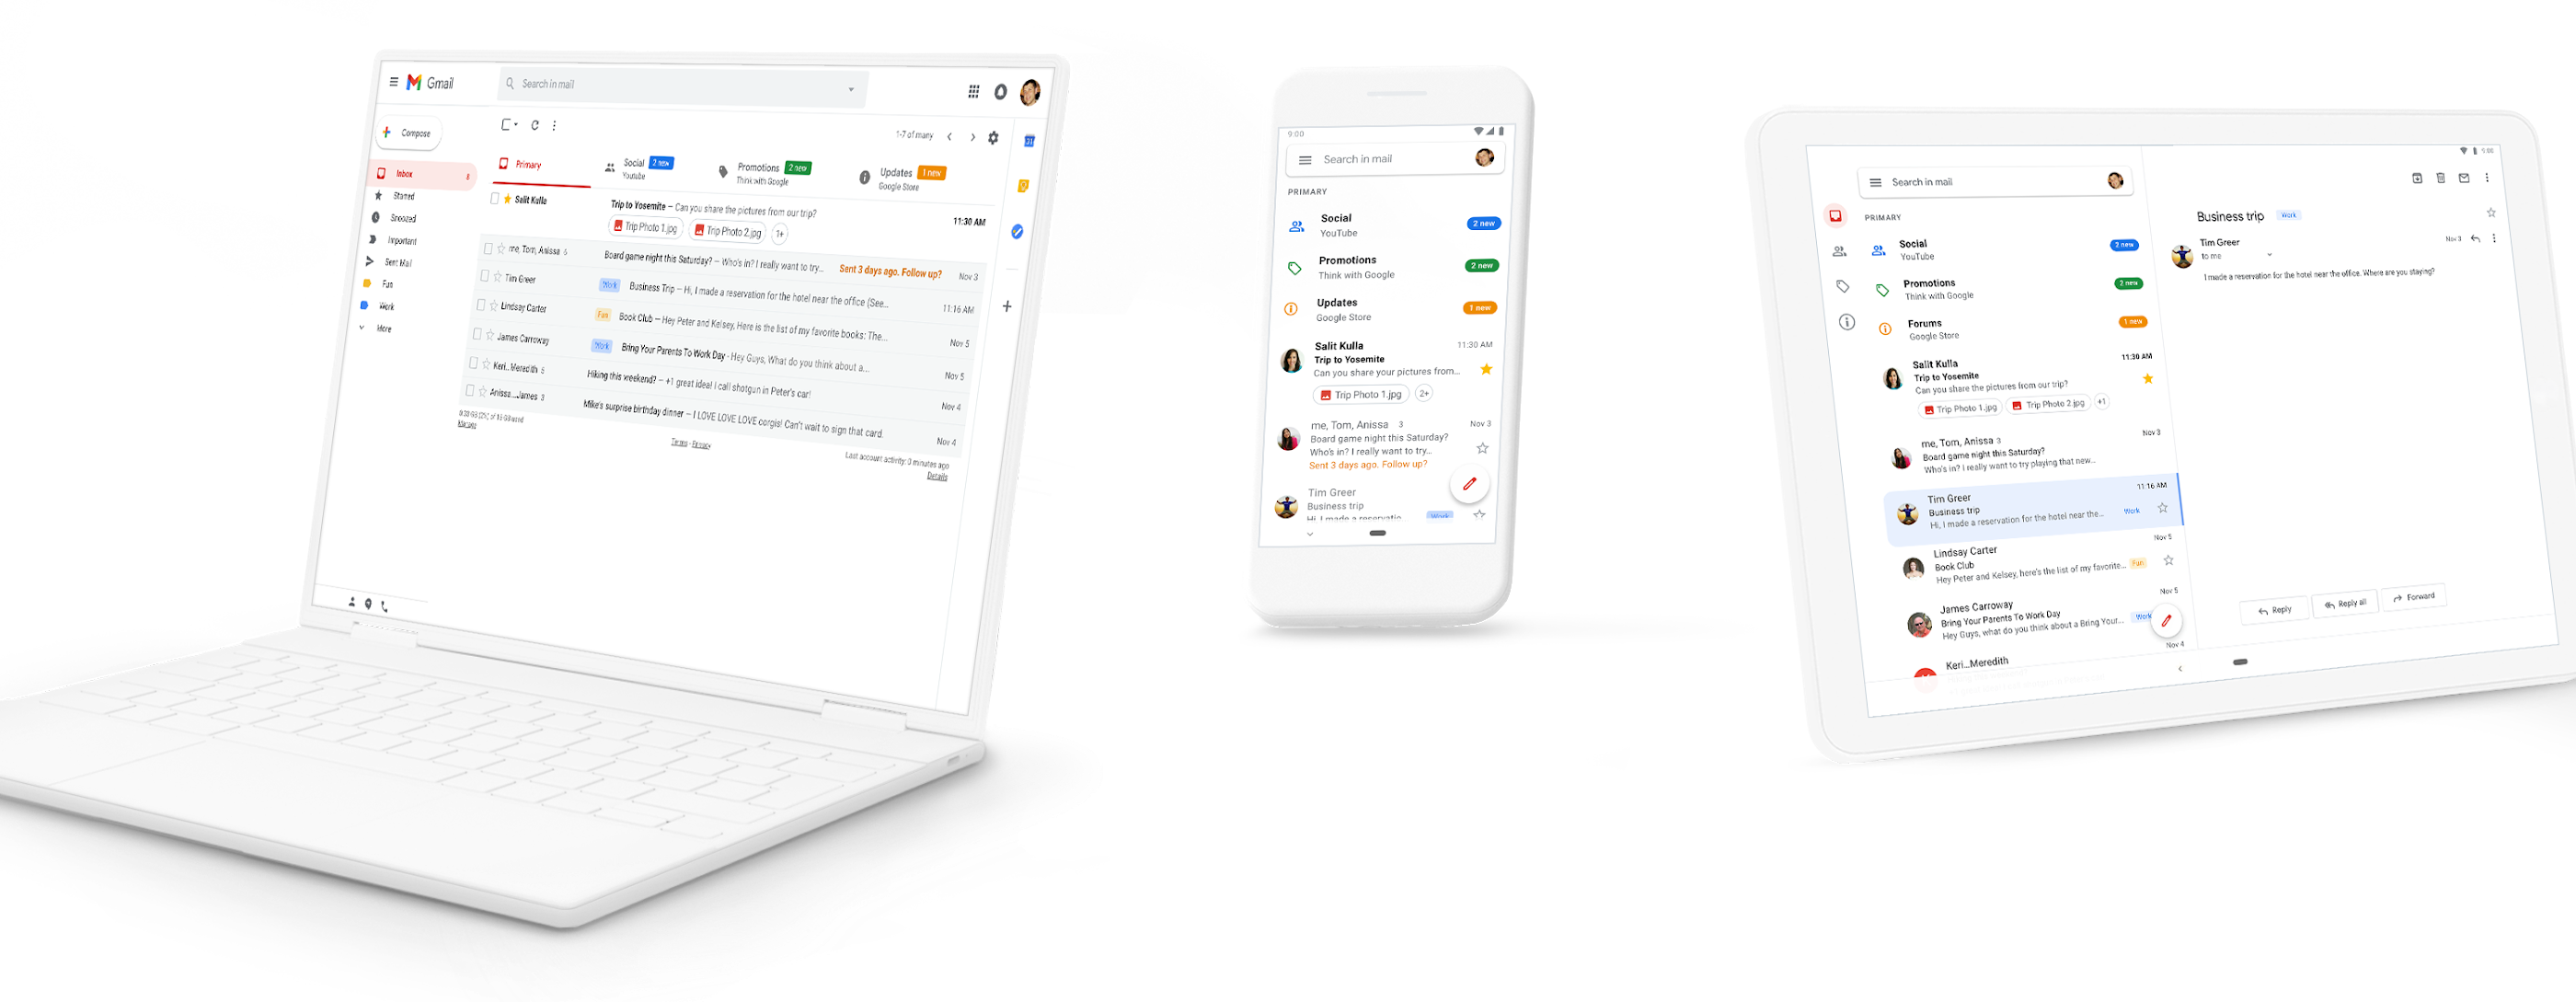 Gmail
Search in mail
Compose
1-7 of many
Primary
Social 2 new
Youtube
Promotions 2 new
Think with Google
Updates 1 new
Google Store
Inbox 8
Starred
Snoozed
Important
Sent Mail
Fun
Work
More
Salit Kulla
Trip to Yosemite – Can you share the pictures from our trip?
11:30 AM
Trip Photo 1.jpg Trip Photo 2.jpg 1+
me, Tom, Anissa 6 Board game night this Saturday? – Who's in? I really want to try... Sent 3 days ago. Follow up? Nov 3
Tim Greer Work Business Trip – Hi, I made a reservation for the hotel near the office (See... 11:16 AM
Lindsay Carter Fun Book Club – Hey Peter and Kelsey, Here is the list of my favorite books: The... Nov 5
James Carroway Work Bring Your Parents To Work Day - Hey Guys, What do you think about a... Nov 5
Keri...Meredith 5 Hiking this weekend? – +1 great idea! I call shotgun in Peter's car! Nov 4
Anissa...James 3 Mike's surprise birthday dinner – I LOVE LOVE LOVE corgis! Can't wait to sign that card. Nov 4
Manage
Terms - Privacy
Last account activity: 0 minutes ago
Details
9:00
Search in mail
PRIMARY
Social 2 new
YouTube
Promotions 2 new
Think with Google
Updates 1 new
Google Store
Salit Kulla 11:30 AM
Trip to Yosemite
Can you share your pictures from...
Trip Photo 1.jpg 2+
me, Tom, Anissa 3 Nov 3
Board game night this Saturday?
Who's in? I really want to try...
Sent 3 days ago. Follow up?
Tim Greer
Business trip
Hi, I made a reservatio Work
Search in mail
PRIMARY
Social 2 new
YouTube
Promotions 2 new
Think with Google
Forums 1 new
Google Store
Salit Kulla 11:30 AM
Trip to Yosemite
Can you share the pictures from our trip?
Trip Photo 1.jpg Trip Photo 2.jpg +1
me, Tom, Anissa 3 Nov 3
Board game night this Saturday?
Who's in? I really want to try playing that new...
Tim Greer 11:16 AM
Business trip
Hi, I made a reservation for the hotel near the... Work
Lindsay Carter Nov 5
Book Club
Hey Peter and Kelsey, here's the list of my favorite... Fun
James Carroway Nov 5
Bring Your Parents To Work Day
Hey Guys, what do you think about a Bring Your... Work
Keri...Meredith Nov 4
Business trip Work
Tim Greer Nov 3
to me
I made a reservation for the hotel near the office. Where are you staying?
Reply Reply all Forward